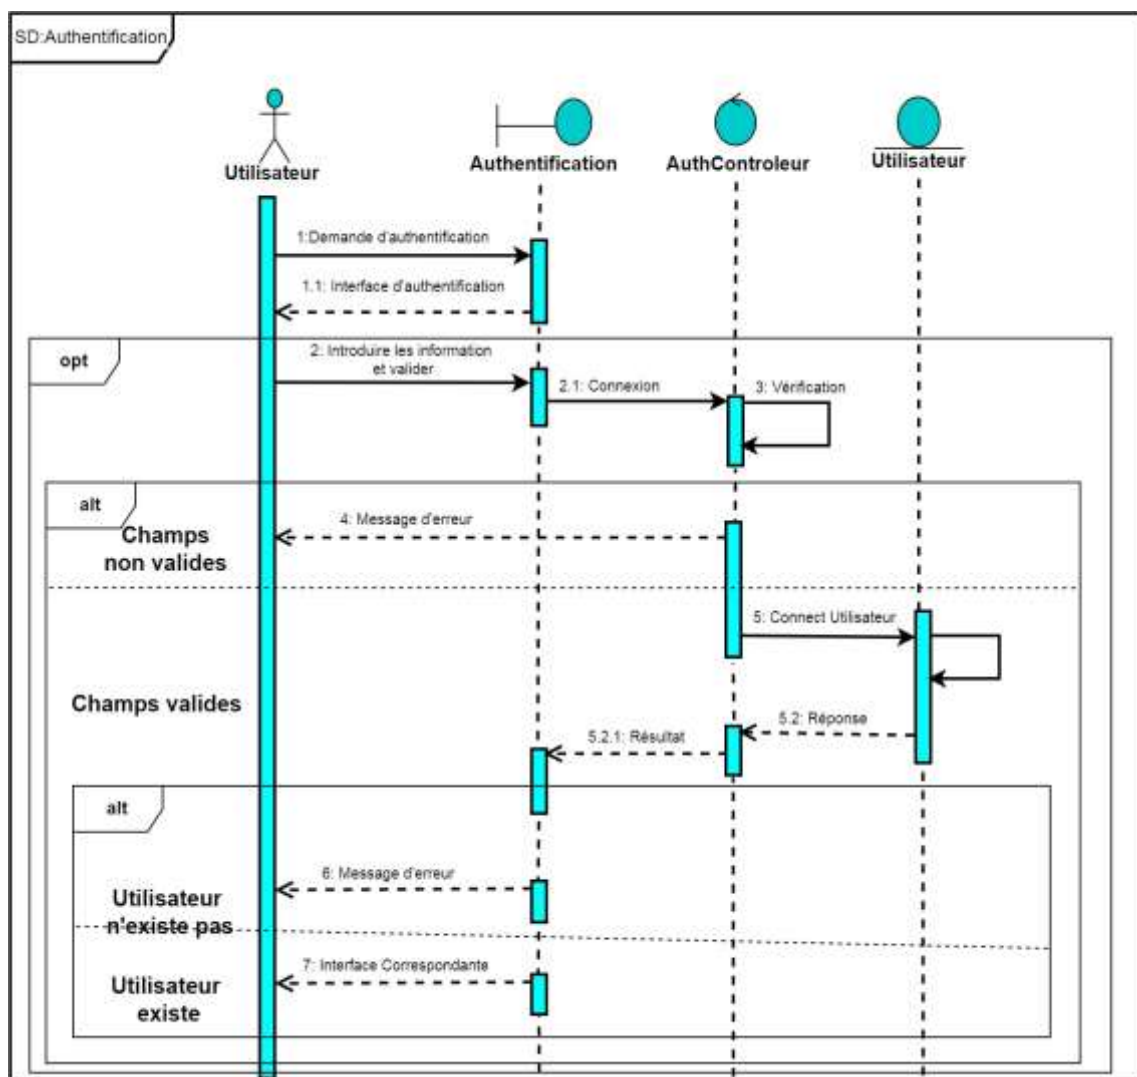 SD:Authentification
Utilisateur
Authentification
AuthControleur
Utilisateur
1:Demande d'authentification
1.1: Interface d'authentification
opt
2: Introduire les information
et valider
2.1: Connexion
3: Vérification
alt
Champs
non valides
4: Message d'erreur
5: Connect Utilisateur
Champs valides
5.2: Réponse
5.2.1: Résultat
alt
6: Message d'erreur
Utilisateur
n'existe pas
7: Interface Correspondante
Utilisateur
existe